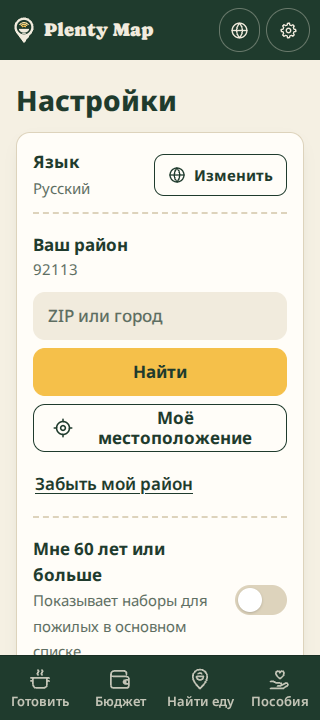 Plenty Map
Настройки
Язык
Русский
Изменить
Ваш район
92113
ZIP или город
Найти
Моё
местоположение
Забыть мой район
Мне 60 лет или
больше
Показывает наборы для
пожилых в основном
списке
Готовить
Бюджет
Найти еду
Пособия